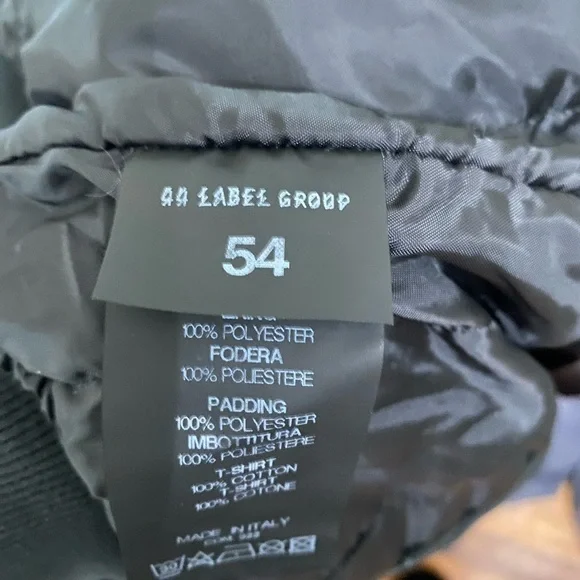 44 LABEL GROUP
54
LINING
100% POLYESTER
FODERA
100% POLIESTERE
PADDING
100% POLYESTER
IMBOTTITURA
100% POLIESTERE
T-SHIRT
100% COTTON
T-SHIRT
100% COTONE
MADE IN ITALY